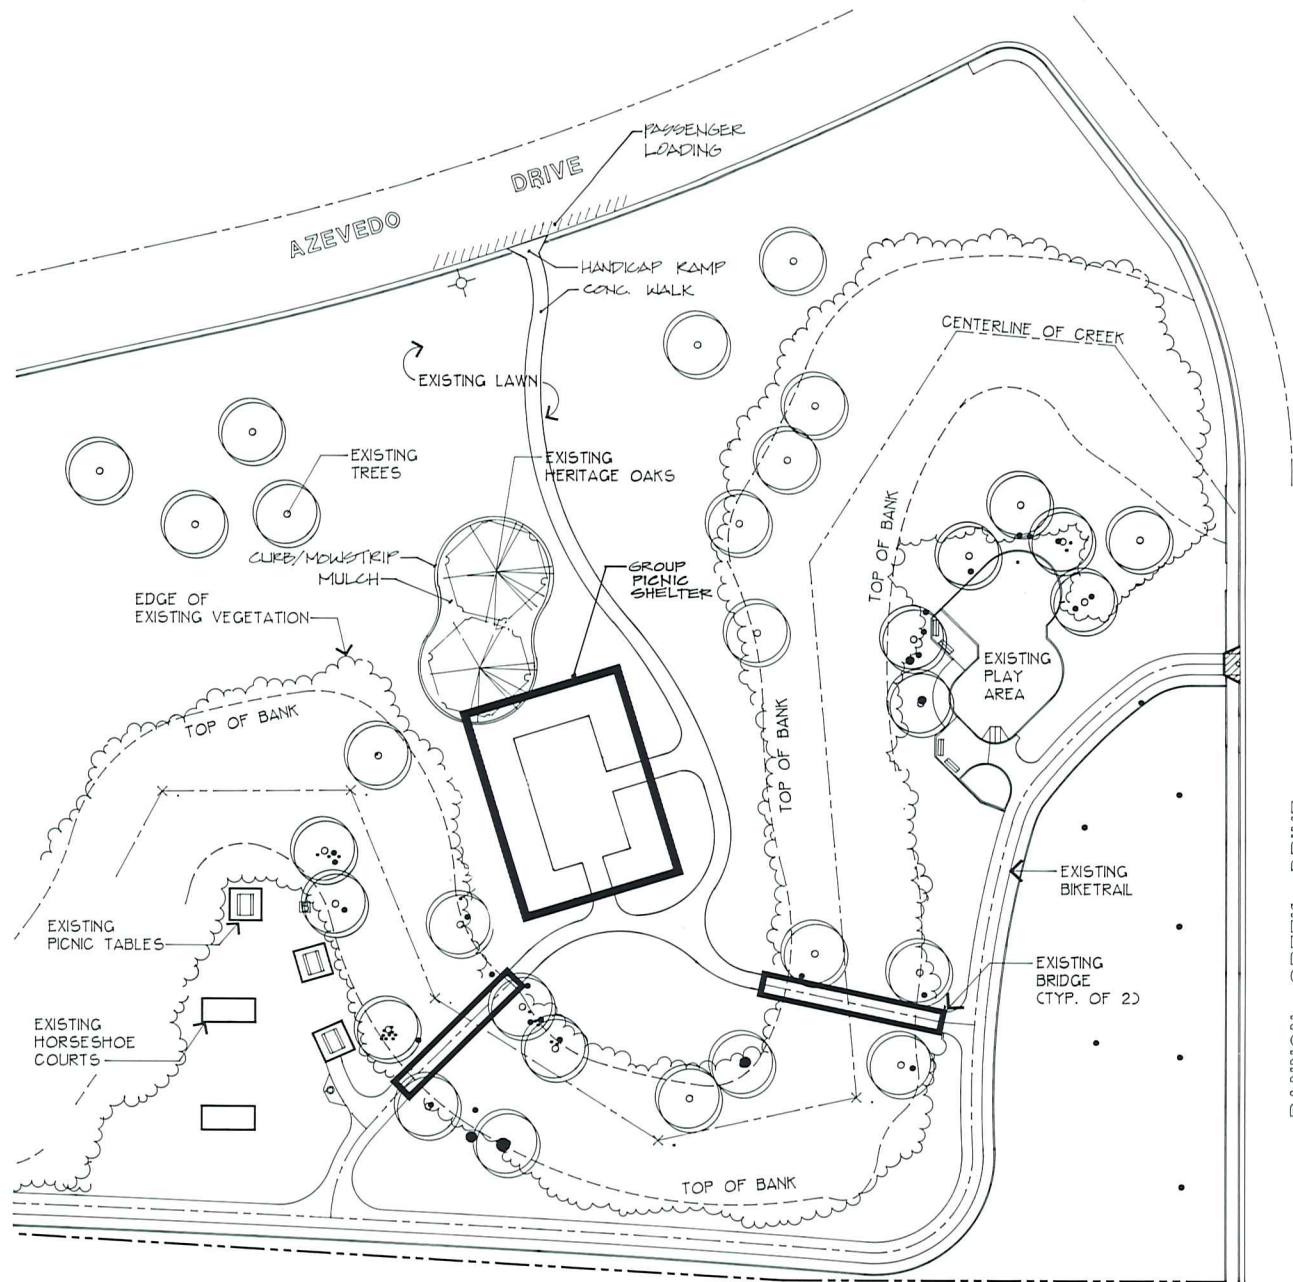 PASSENGER
LOADING
AZEVEDO DRIVE
HANDICAP RAMP
CONC. WALK
CENTERLINE OF CREEK
EXISTING LAWN
EXISTING
TREES
EXISTING
HERITAGE OAKS
CURB/MOWSTRIP
MULCH
GROUP
PICNIC
SHELTER
EDGE OF
EXISTING VEGETATION
TOP OF BANK
EXISTING
PLAY
AREA
TOP OF BANK
TOP OF BANK
EXISTING
BIKETRAIL
EXISTING
PICNIC TABLES
EXISTING
BRIDGE
(TYP. OF 2)
EXISTING
HORSESHOE
COURTS
TOP OF BANK